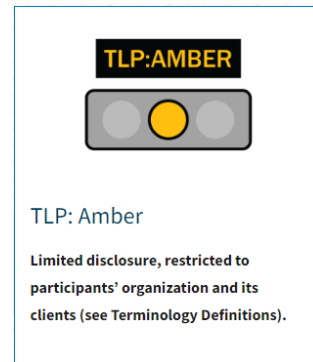 TLP:AMBER
TLP: Amber
Limited disclosure, restricted to
participants’ organization and its
clients (see Terminology Definitions).